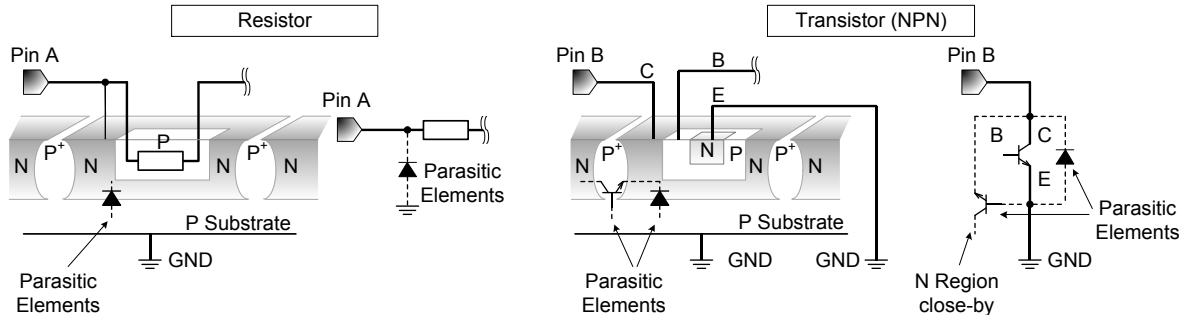 Resistor
Pin A
N
P+
N
P
N
P+
N
Parasitic
Elements
P Substrate
GND
Pin A
Parasitic
Elements
Transistor (NPN)
Pin B
C
B
E
N
P+
N
N
P
N
P+
N
P Substrate
Parasitic
Elements
GND
GND
Pin B
B
C
E
Parasitic
Elements
N Region
close-by